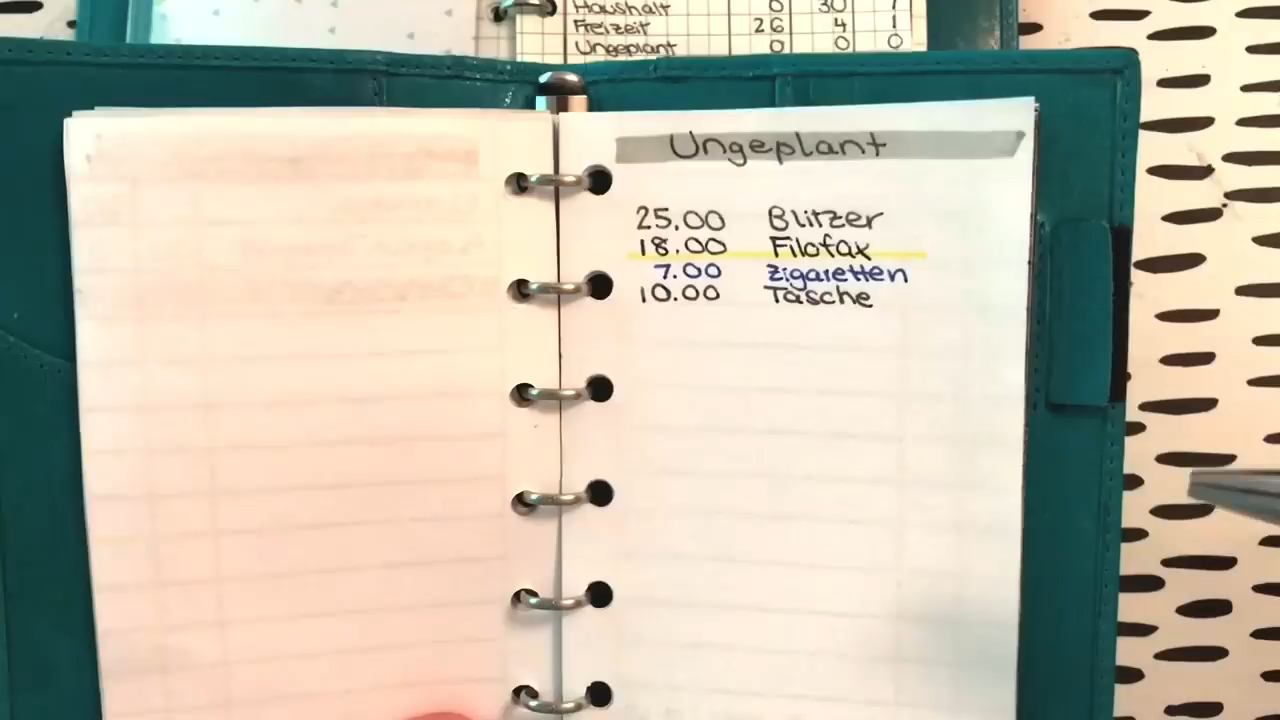 Haushalt 0 30 1
Freizeit 26 4 1
Ungeplant 0 0 0
Ungeplant
25.00 Blitzer
18.00 Filofax
7.00 Zigaretten
10.00 Tasche